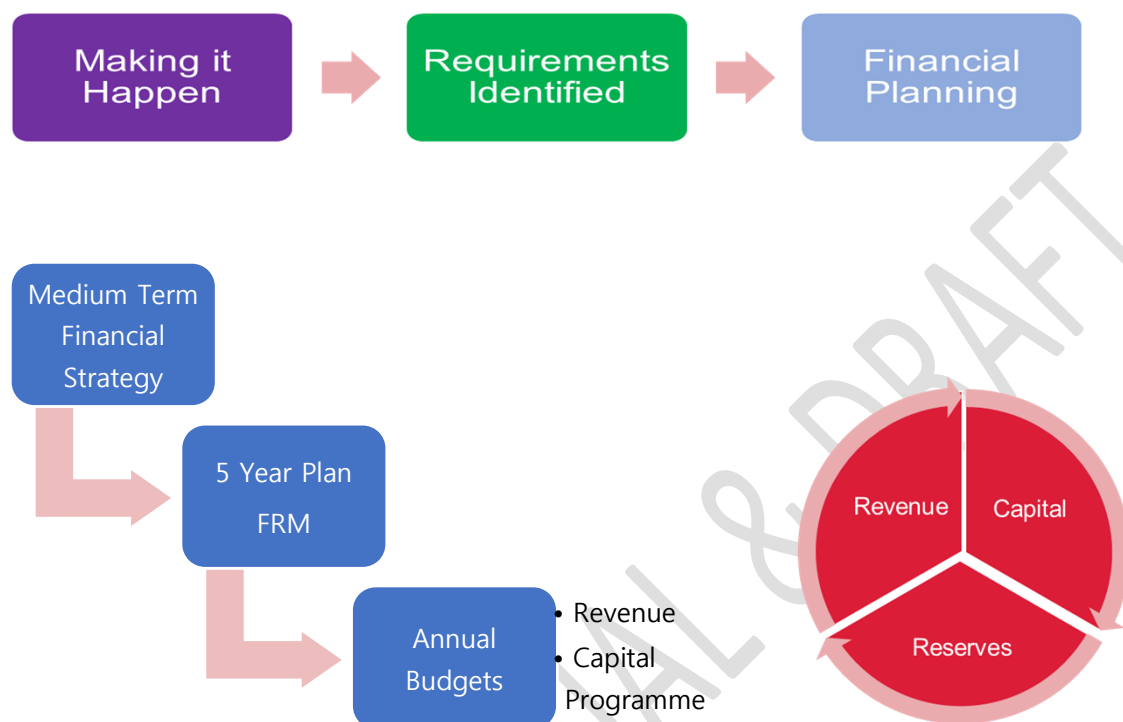 Making it
Happen
Requirements
Identified
Financial
Planning
Medium Term
Financial
Strategy
5 Year Plan
FRM
Annual
Budgets
• Revenue
• Capital
Programme
Revenue
Capital
Reserves
& DRAFT